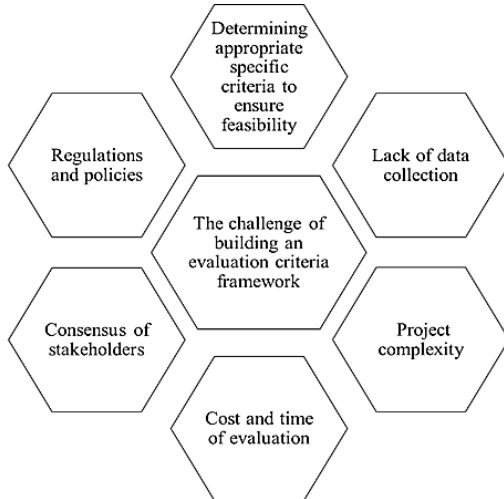 Determining
appropriate
specific
criteria to
ensure
feasibility
Regulations
and policies
Lack of data
collection
The challenge of
building an
evaluation criteria
framework
Consensus of
stakeholders
Project
complexity
Cost and time
of evaluation